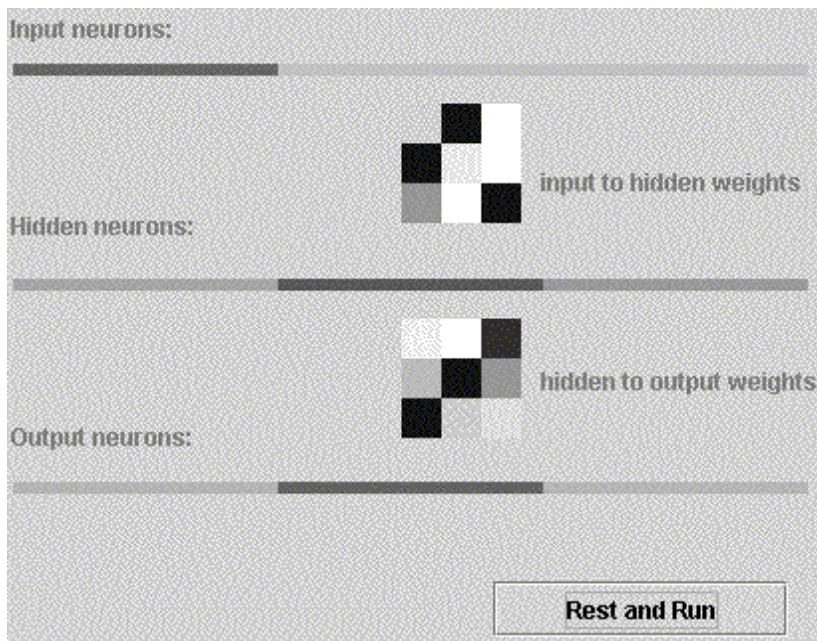 Input neurons:
input to hidden weights
Hidden neurons:
hidden to output weights
Output neurons:
Rest and Run